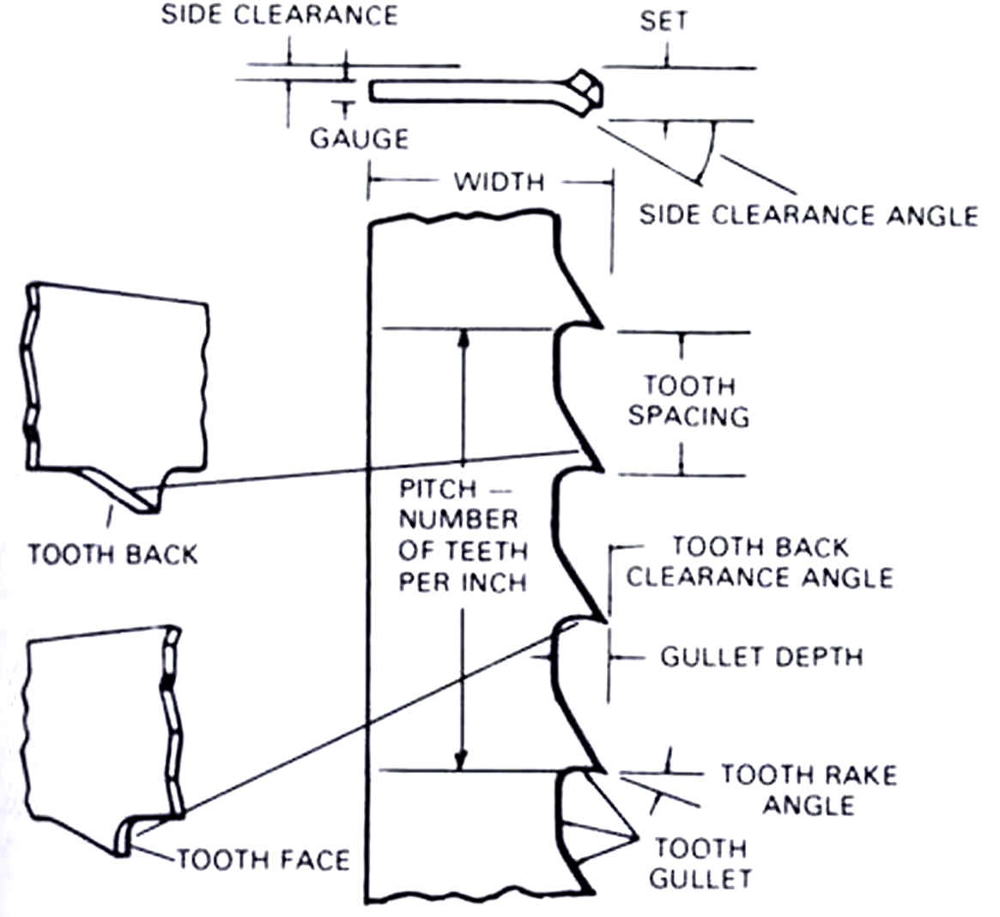 SIDE CLEARANCE
SET
GAUGE
WIDTH
SIDE CLEARANCE ANGLE
TOOTH
SPACING
PITCH —
NUMBER
OF TEETH
PER INCH
TOOTH BACK
TOOTH BACK
CLEARANCE ANGLE
GULLET DEPTH
TOOTH RAKE
ANGLE
TOOTH FACE
TOOTH
GULLET